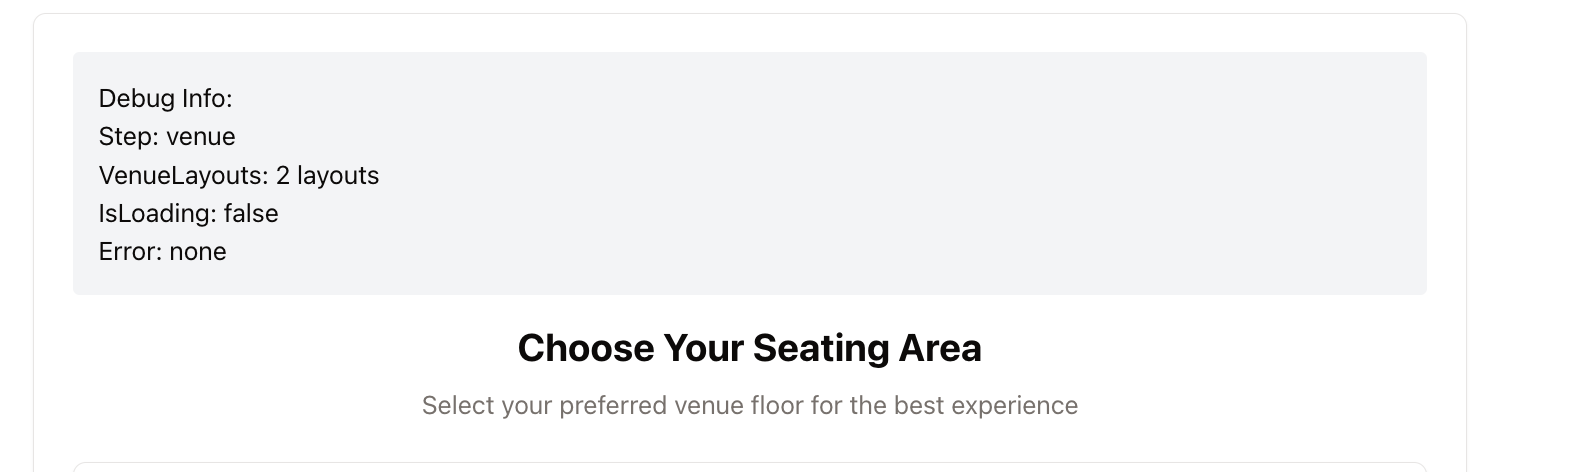 Debug Info:
Step: venue
VenueLayouts: 2 layouts
IsLoading: false
Error: none
Choose Your Seating Area
Select your preferred venue floor for the best experience